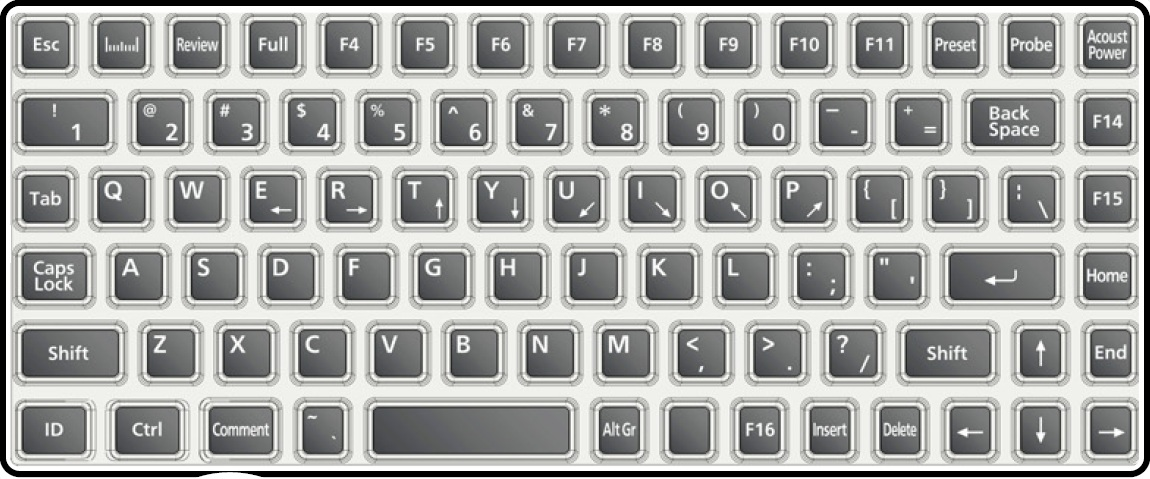 Esc Review Full F4 F5 F6 F7 F8 F9 F10 F11 Preset Probe Acoust Power
! 1 @ 2 # 3 $ 4 % 5 ^ 6 & 7 * 8 ( 9 ) 0 _ - + = Back Space F14
Tab Q W E ← R → T ↑ Y ↓ U ↙ I ↘ O ↖ P ↗ { [ } ] ¦ \ F15
Caps Lock A S D F G H J K L : ; " ' ↵ Home
Shift Z X C V B N M < , > . ? / Shift ↑ End
ID Ctrl Comment ~ ` Alt Gr F16 Insert Delete ← ↓ →